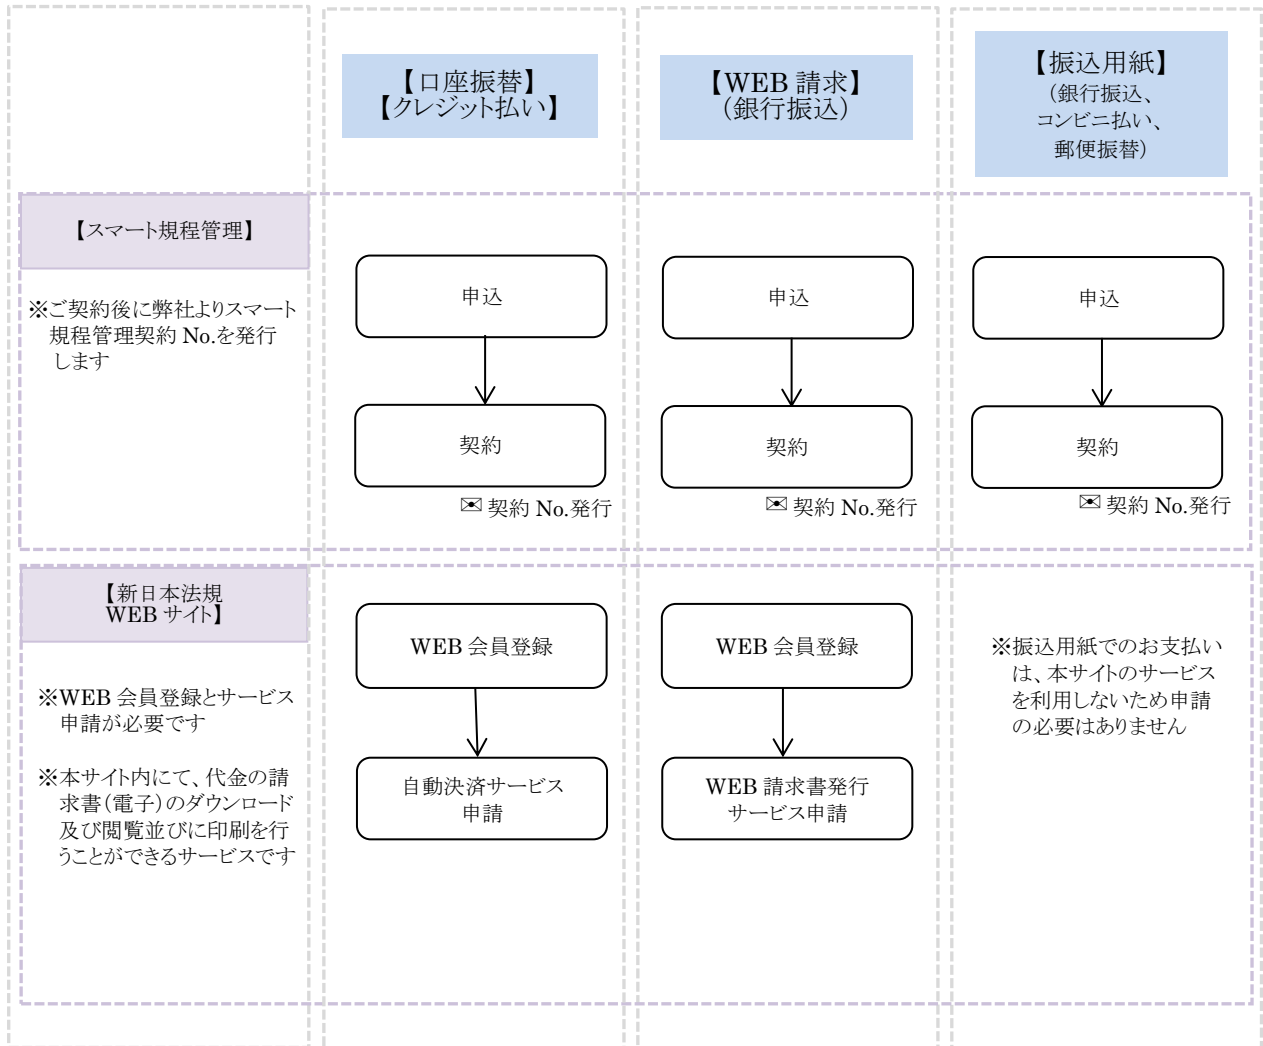 【口座振替】
【クレジット払い】
【WEB 請求】
(銀行振込)
【振込用紙】
(銀行振込、
コンビニ払い、
郵便振替)
【スマート規程管理】
※ご契約後に弊社よりスマート
規程管理契約 No.を発行
します
申込
契約
✉ 契約 No.発行
申込
契約
✉ 契約 No.発行
申込
契約
✉ 契約 No.発行
【新日本法規
WEB サイト】
※WEB 会員登録とサービス
申請が必要です
※本サイト内にて、代金の請
求書(電子)のダウンロード
及び閲覧並びに印刷を行
うことができるサービスです
WEB 会員登録
自動決済サービス
申請
WEB 会員登録
WEB 請求書発行
サービス申請
※振込用紙でのお支払い
は、本サイトのサービス
を利用しないため申請
の必要はありません